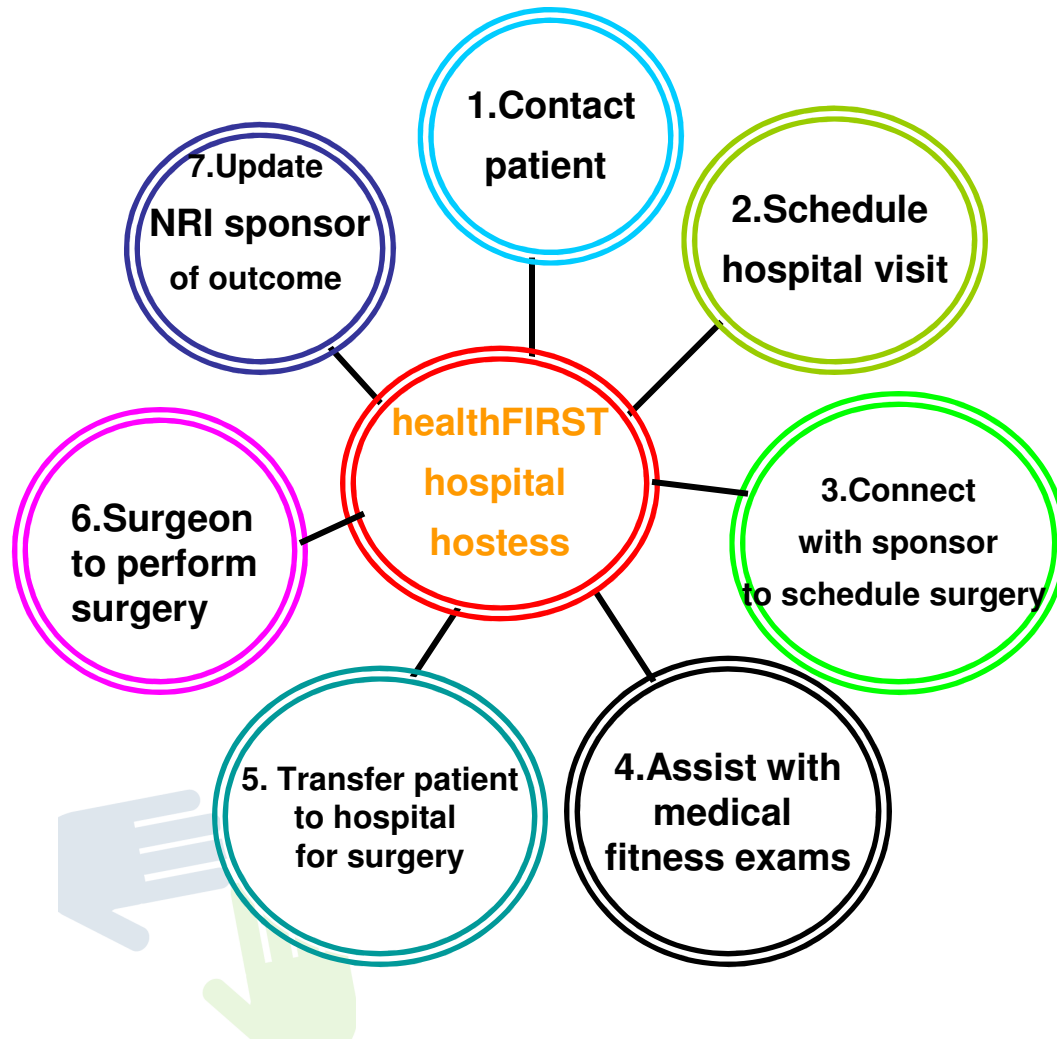 1.Contact
patient
2.Schedule
hospital visit
3.Connect
with sponsor
to schedule surgery
4.Assist with
medical
fitness exams
5. Transfer patient
to hospital
for surgery
6.Surgeon
to perform
surgery
7.Update
NRI sponsor
of outcome
healthFIRST
hospital
hostess